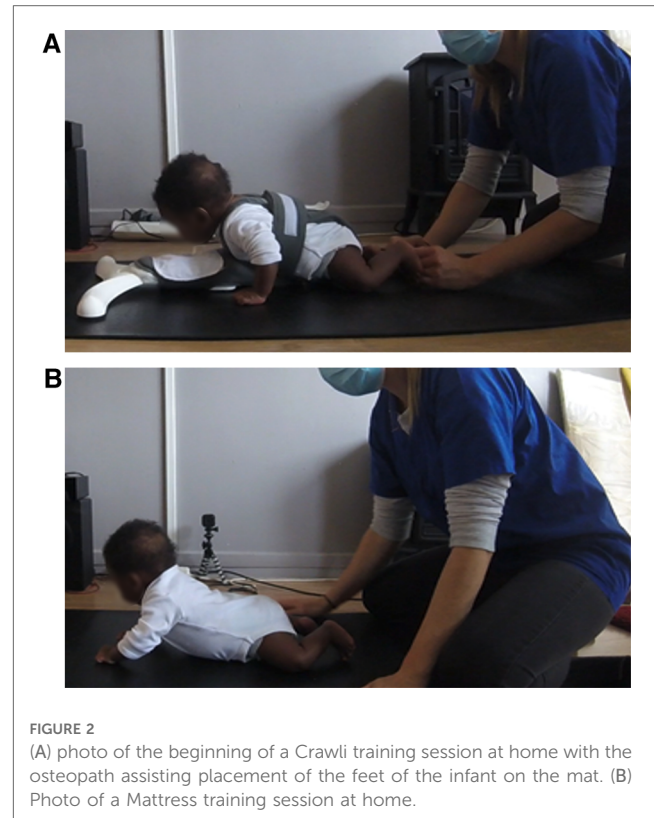 A
B
FIGURE 2
(A) photo of the beginning of a Crawli training session at home with the
osteopath assisting placement of the feet of the infant on the mat. (B)
Photo of a Mattress training session at home.